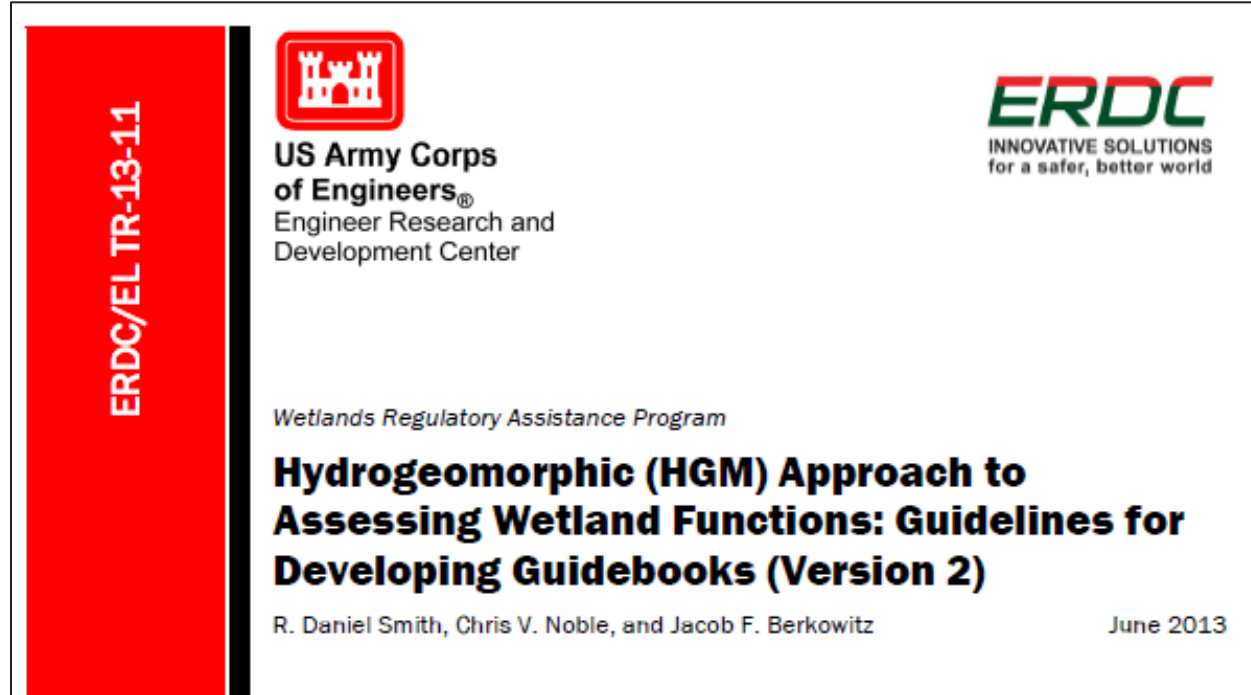 ERDC/EL TR-13-11
US Army Corps
of Engineers®
Engineer Research and
Development Center
ERDC
INNOVATIVE SOLUTIONS
for a safer, better world
Wetlands Regulatory Assistance Program
Hydrogeomorphic (HGM) Approach to
Assessing Wetland Functions: Guidelines for
Developing Guidebooks (Version 2)
R. Daniel Smith, Chris V. Noble, and Jacob F. Berkowitz June 2013